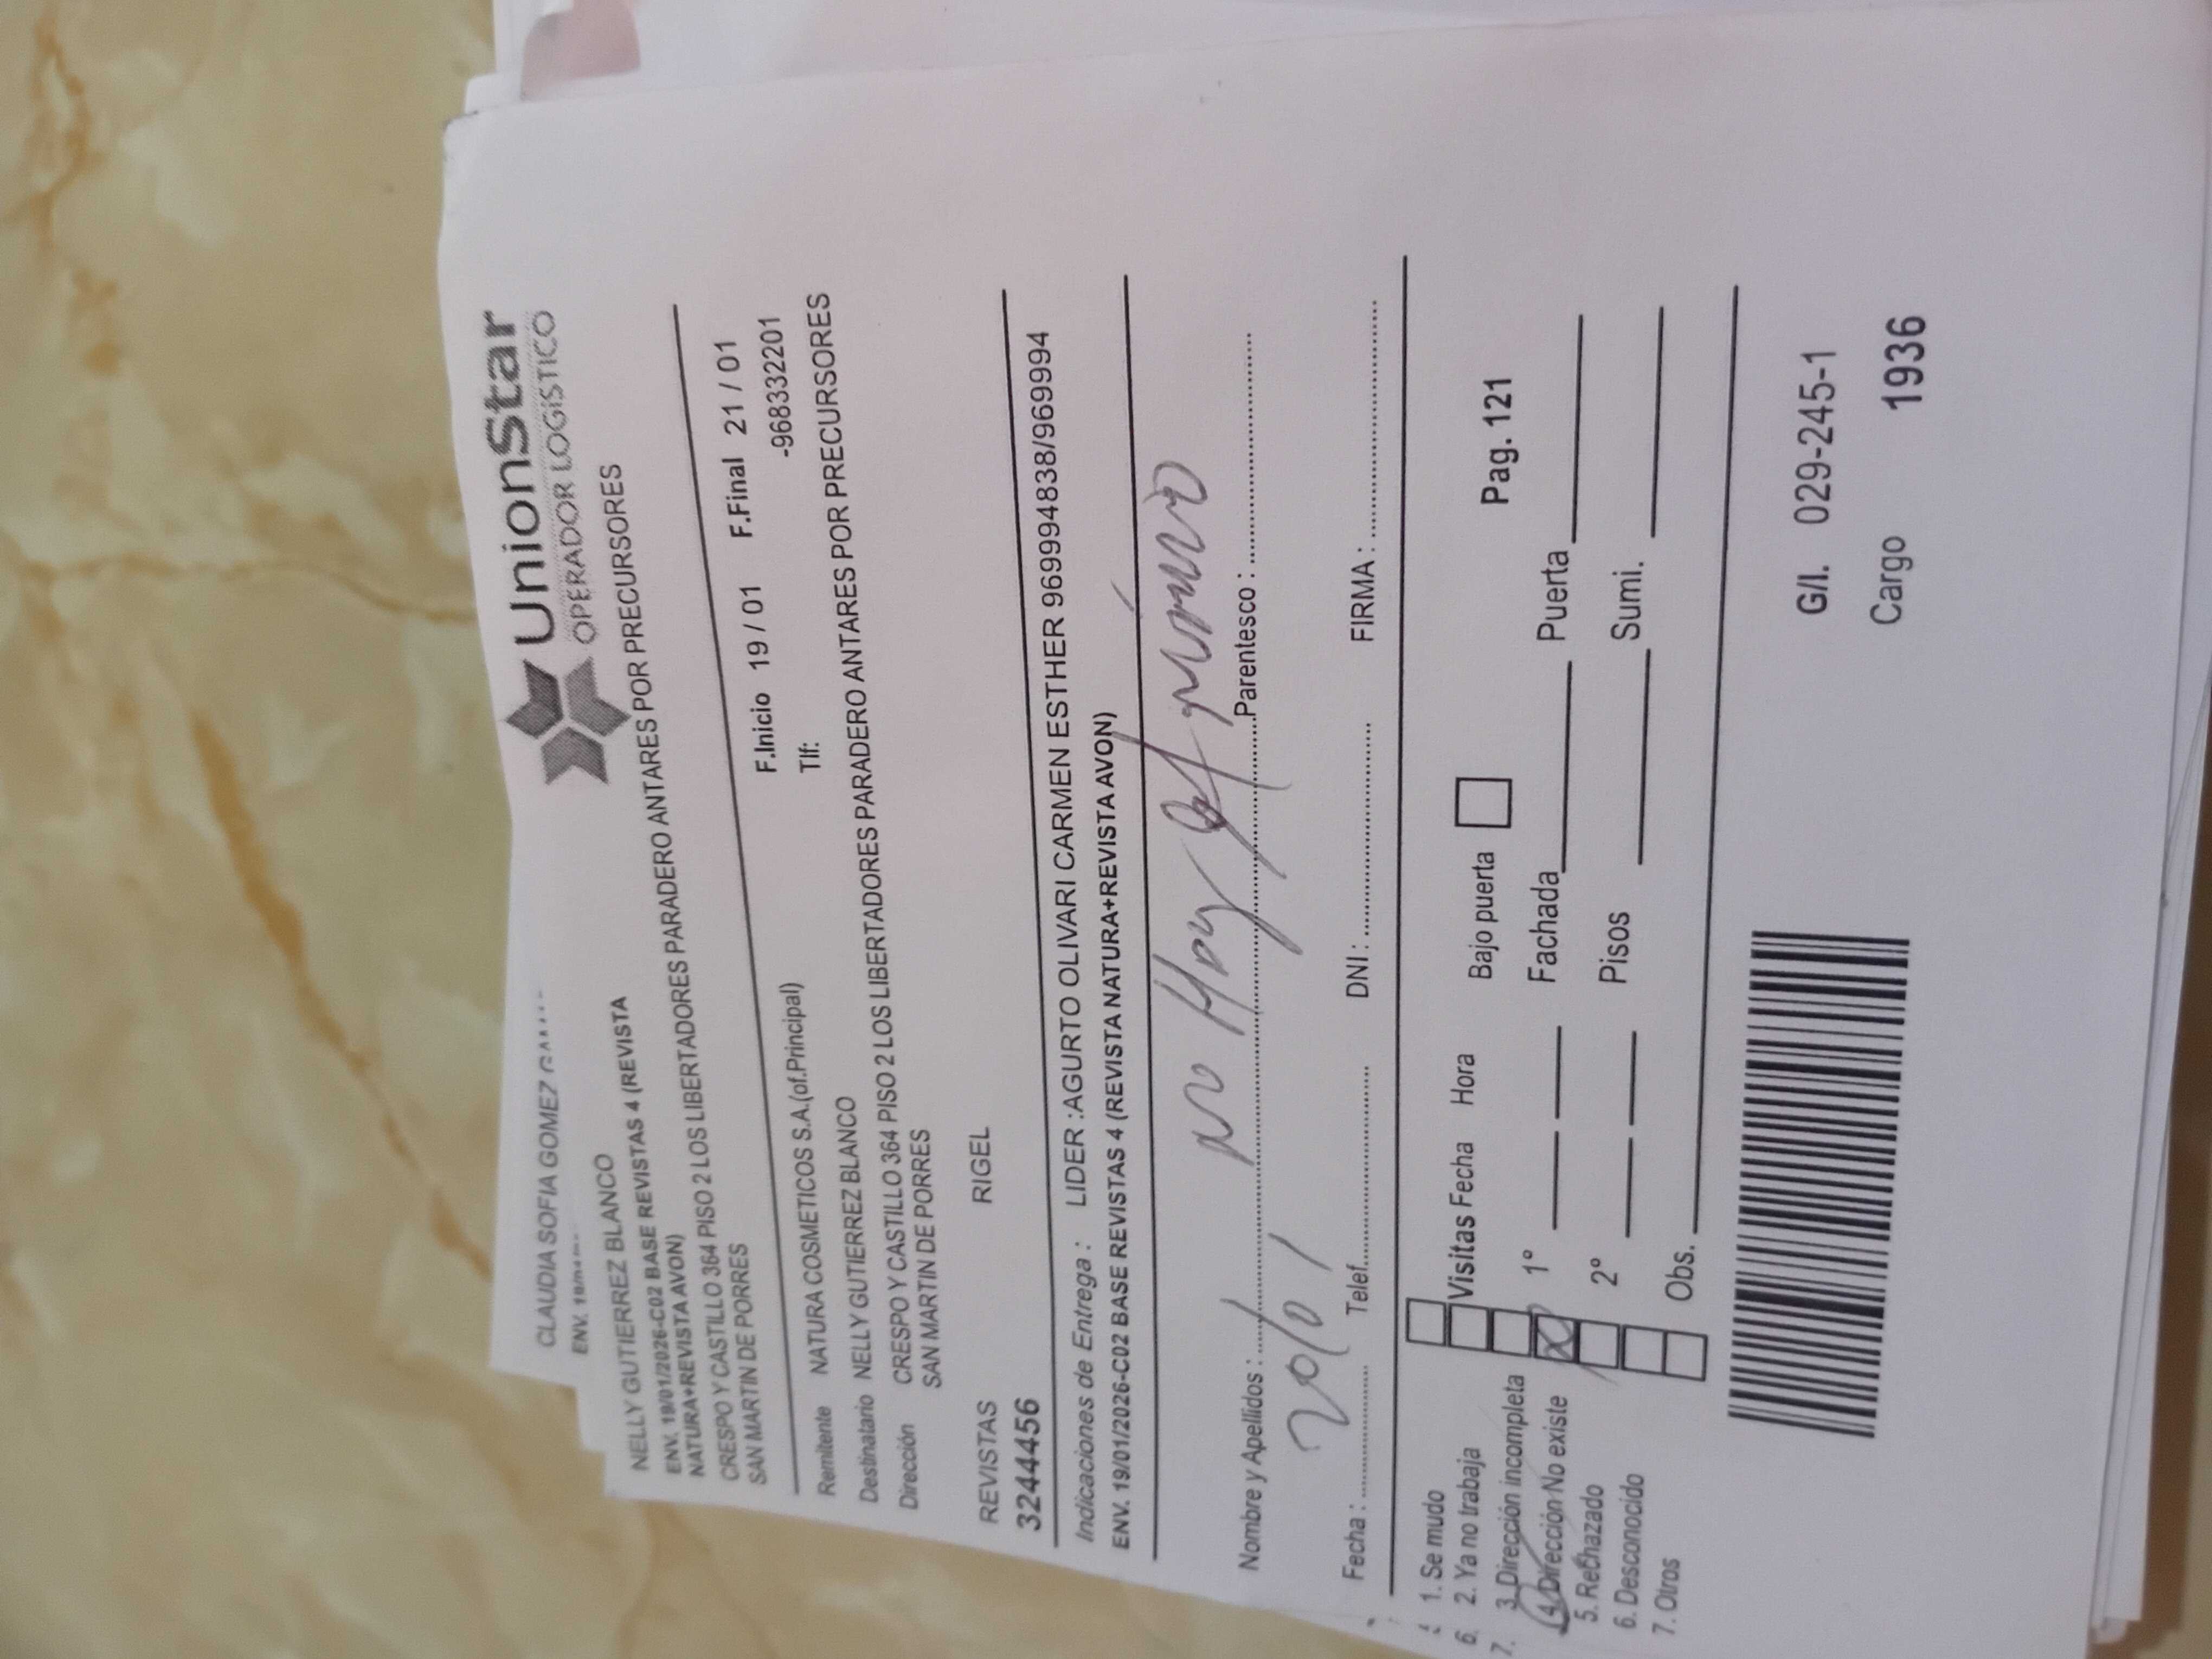 CLAUDIA SOFIA GOMEZ
ENV.
UnionStar
OPERADOR LOGÍSTICO
NELLY GUTIERREZ BLANCO
ENV. 19/01/2026-C02 BASE REVISTAS 4 (REVISTA
NATURA+REVISTA AVON)
CRESPO Y CASTILLO 364 PISO 2 LOS LIBERTADORES PARADERO ANTARES POR PRECURSORES
SAN MARTIN DE PORRES
F.Inicio 19 / 01 F.Final 21 / 01
Remitente NATURA COSMETICOS S.A.(of.Principal) Tlf: -968332201
Destinatario NELLY GUTIERREZ BLANCO
Dirección CRESPO Y CASTILLO 364 PISO 2 LOS LIBERTADORES PARADERO ANTARES POR PRECURSORES
SAN MARTIN DE PORRES
REVISTAS RIGEL
32444456
Indicaciones de Entrega : LIDER :AGURTO OLIVARI CARMEN ESTHER 969994838/969994
ENV. 19/01/2026-C02 BASE REVISTAS 4 (REVISTA NATURA+REVISTA AVON)
no Hay
Nombre y Apellidos : Parentesco :
20/01
Fecha : Telef. DNI : FIRMA :
1. Se mudo
6. 2. Ya no trabaja Visitas Fecha Hora Bajo puerta Pag. 121
7. 3. Dirección incompleta
4. Dirección No existe 1° Fachada Puerta
5. Rechazado
6. Desconocido 2° Pisos Sumi.
7. Otros Obs.
G/I. 029-245-1
Cargo 1936